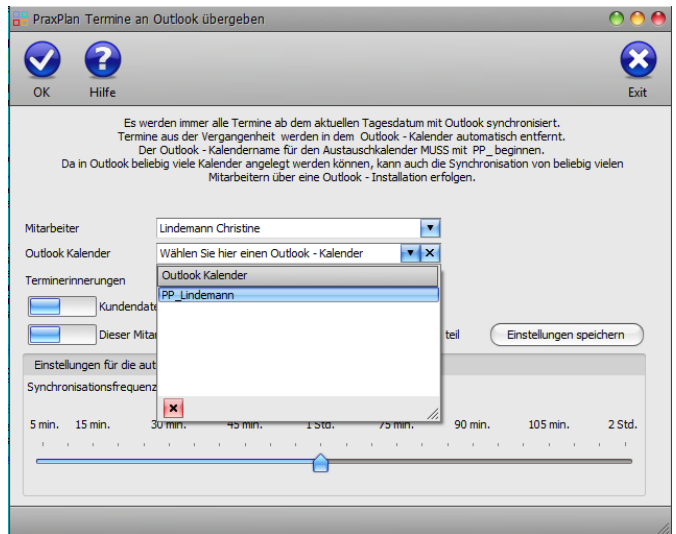 PraxPlan Termine an Outlook übergeben
OK
Hilfe
Exit
Es werden immer alle Termine ab dem aktuellen Tagesdatum mit Outlook synchronisiert.
Termine aus der Vergangenheit werden in dem Outlook - Kalender automatisch entfernt.
Der Outlook - Kalendername für den Austauschkalender MUSS mit PP_ beginnen.
Da in Outlook beliebig viele Kalender angelegt werden können, kann auch die Synchronisation von beliebig vielen
Mitarbeitern über eine Outlook - Installation erfolgen.
Mitarbeiter
Lindemann Christine
Outlook Kalender
Wählen Sie hier einen Outlook - Kalender
Terminerinnerungen
Outlook Kalender
PP_Lindemann
Kundendate
Dieser Mitar
teil
Einstellungen speichern
Einstellungen für die aut
Synchronisationsfrequenz
5 min. 15 min. 30 min. 45 min. 1 Std. 75 min. 90 min. 105 min. 2 Std.